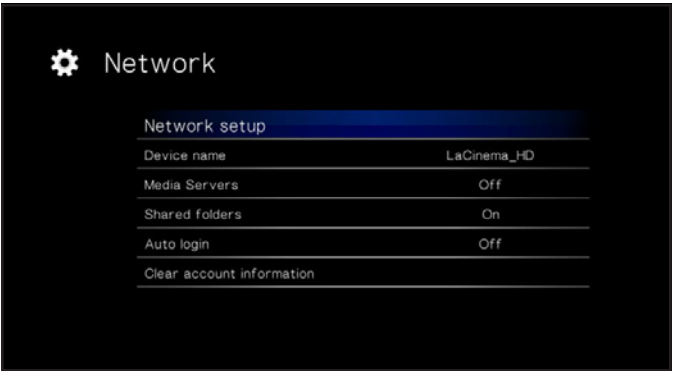 Network
Network setup
Device name LaCinema_HD
Media Servers Off
Shared folders On
Auto login Off
Clear account information